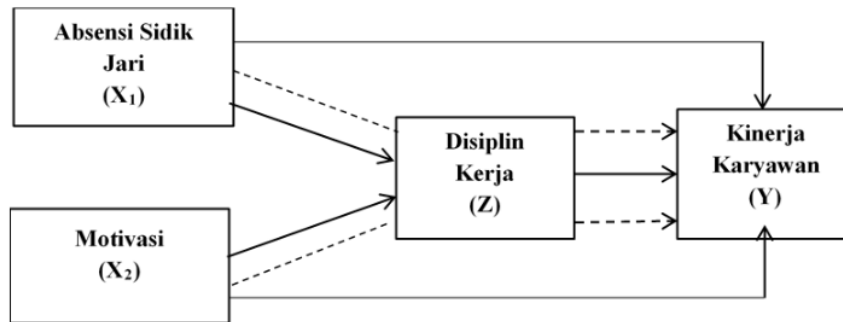 Absensi Sidik
Jari
(X₁)
Disiplin
Kerja
(Z)
Kinerja
Karyawan
(Y)
Motivasi
(X₂)